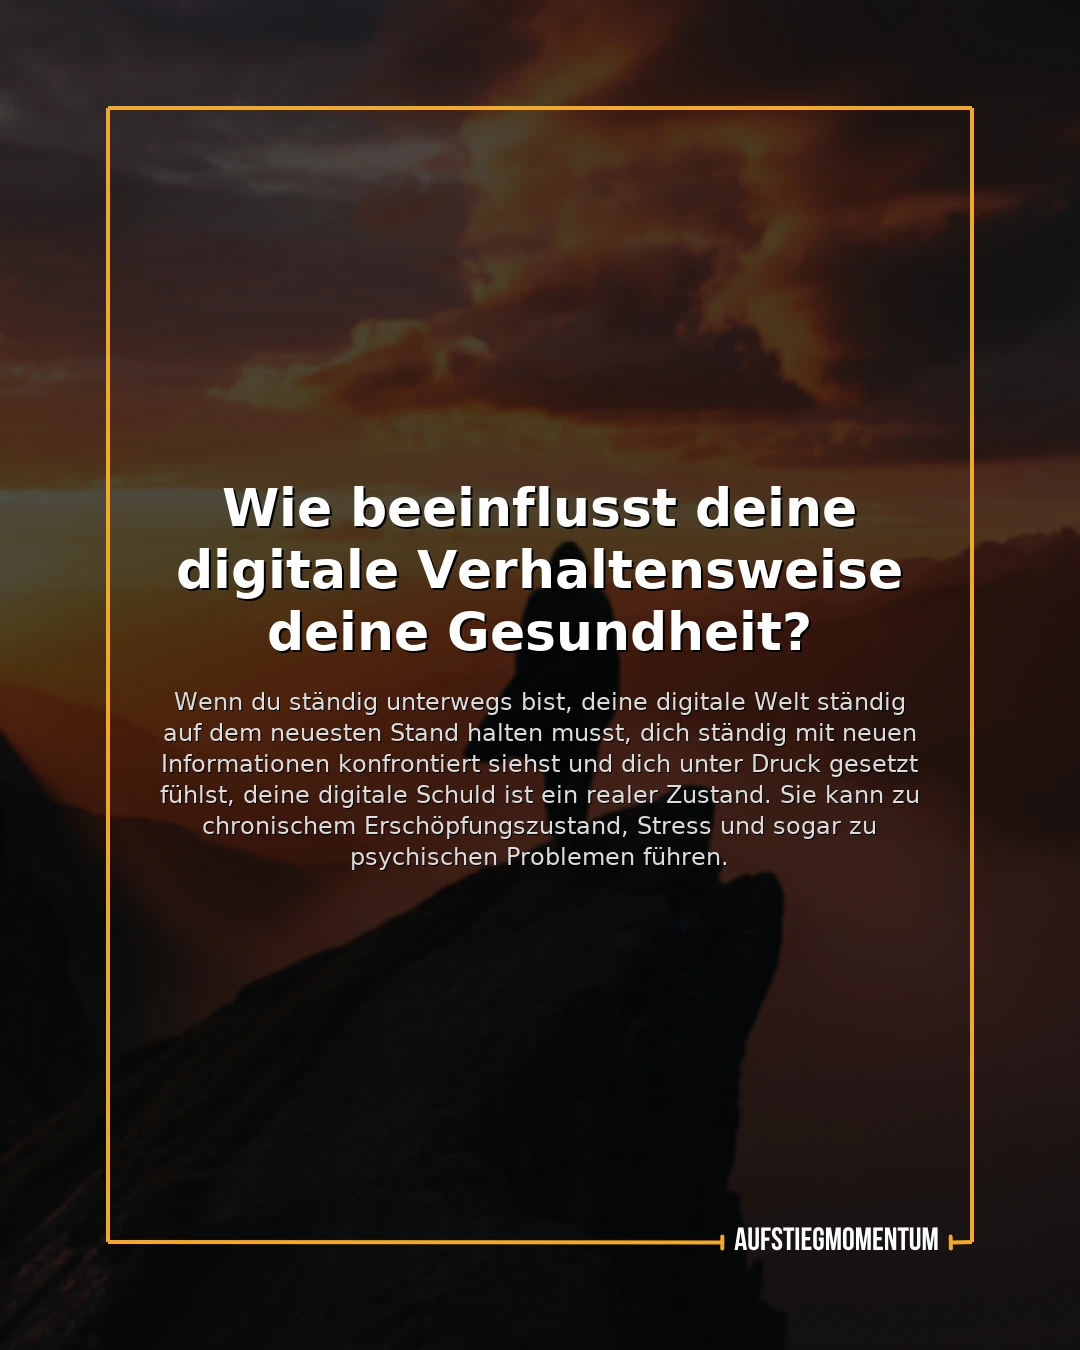 Wie beeinflusst deine
digitale Verhaltensweise
deine Gesundheit?
Wenn du ständig unterwegs bist, deine digitale Welt ständig
auf dem neuesten Stand halten musst, dich ständig mit neuen
Informationen konfrontiert siehst und dich unter Druck gesetzt
fühlst, deine digitale Schuld ist ein realer Zustand. Sie kann zu
chronischem Erschöpfungszustand, Stress und sogar zu
psychischen Problemen führen.
AUFSTIEGMOMENTUM